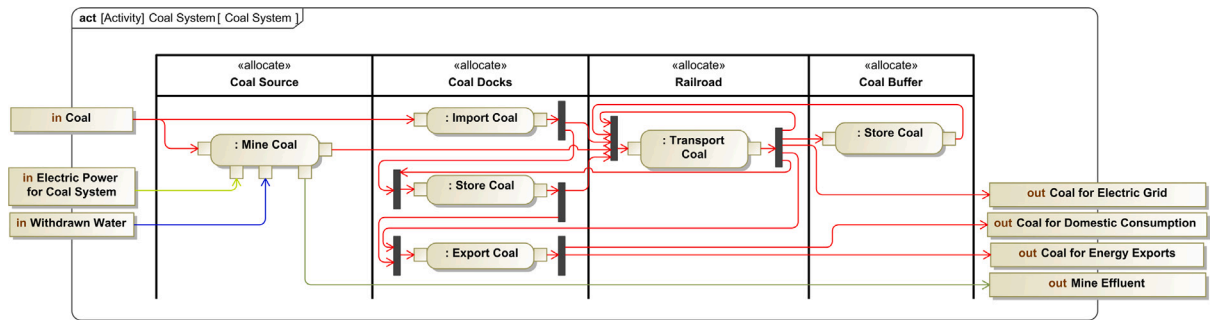 act [Activity] Coal System [ Coal System ]
«allocate»
Coal Source
«allocate»
Coal Docks
«allocate»
Railroad
«allocate»
Coal Buffer
in Coal
: Import Coal
: Mine Coal
: Transport
Coal
: Store Coal
in Electric Power
for Coal System
: Store Coal
out Coal for Electric Grid
in Withdrawn Water
out Coal for Domestic Consumption
: Export Coal
out Coal for Energy Exports
out Mine Effluent